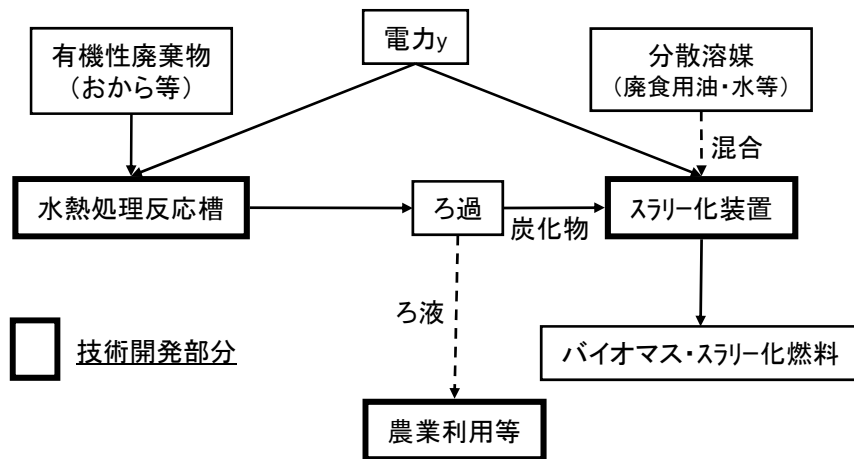 有機性廃棄物
（おから等）
電力y
分散溶媒
（廃食用油・水等）
混合
水熱処理反応槽
ろ過
炭化物
スラリー化装置
ろ液
技術開発部分
バイオマス・スラリー化燃料
農業利用等